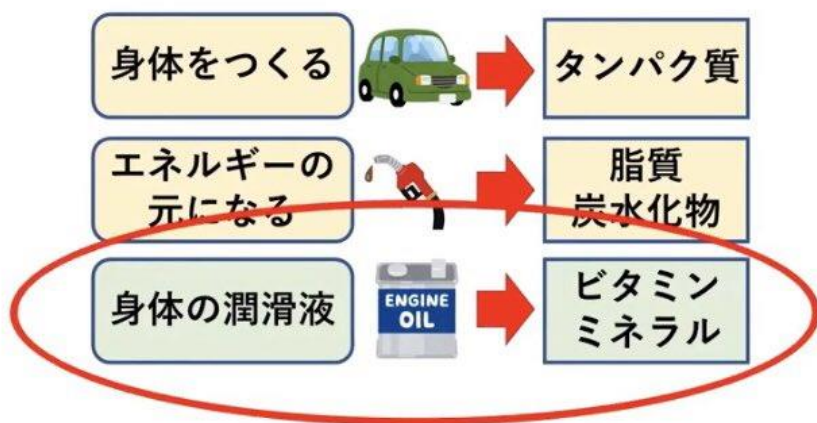 身体をつくる
タンパク質
エネルギーの
元になる
脂質
炭水化物
身体の潤滑液
ENGINE
OIL
ビタミン
ミネラル